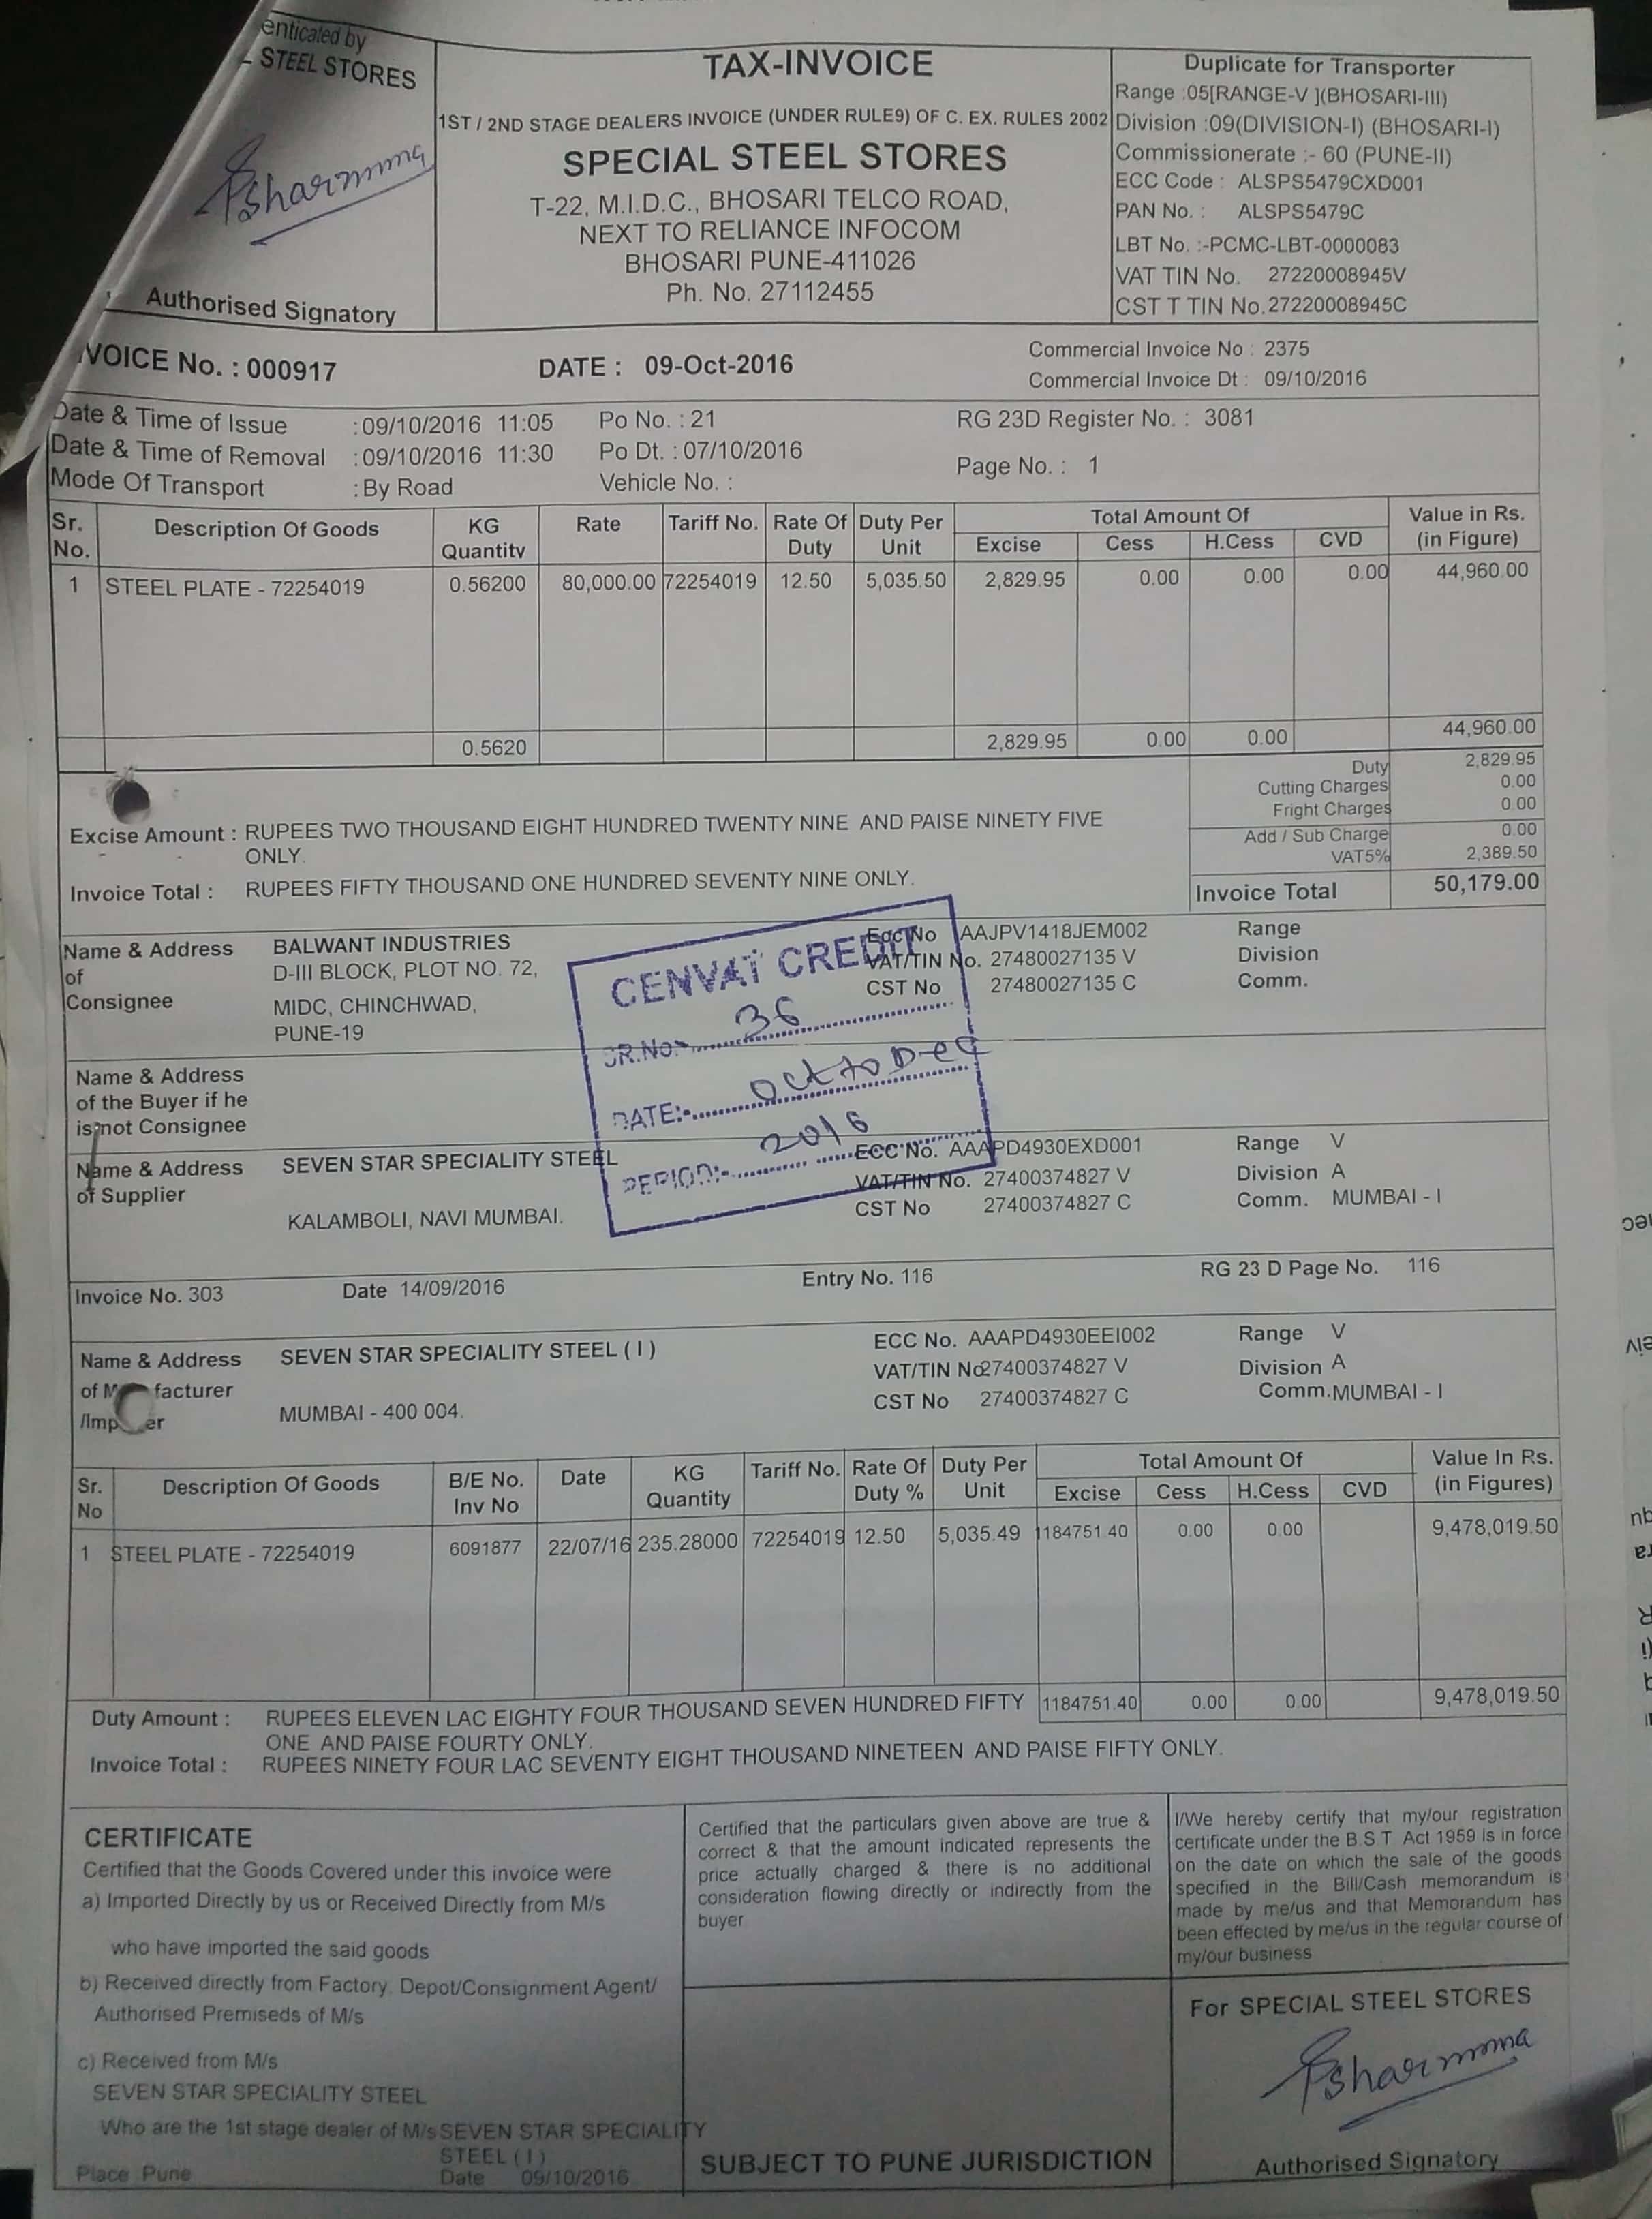 enticated by
STEEL STORES
Psharmma
Authorised Signatory
TAX-INVOICE
1ST / 2ND STAGE DEALERS INVOICE (UNDER RULE9) OF C. EX. RULES 2002
SPECIAL STEEL STORES
T-22, M.I.D.C., BHOSARI TELCO ROAD,
NEXT TO RELIANCE INFOCOM
BHOSARI PUNE-411026
Ph. No. 27112455
Duplicate for Transporter
Range :05[RANGE-V ](BHOSARI-III)
Division :09(DIVISION-I) (BHOSARI-I)
Commissionerate :- 60 (PUNE-II)
ECC Code : ALSPS5479CXD001
PAN No. : ALSPS5479C
LBT No. :-PCMC-LBT-0000083
VAT TIN No. 27220008945V
CST T TIN No. 27220008945C
VOICE No. : 000917 DATE : 09-Oct-2016
Commercial Invoice No : 2375
Commercial Invoice Dt : 09/10/2016
Date & Time of Issue : 09/10/2016 11:05 Po No. : 21 RG 23D Register No. : 3081
Date & Time of Removal : 09/10/2016 11:30 Po Dt. : 07/10/2016 Page No. : 1
Mode Of Transport : By Road Vehicle No. :
Sr. No. Description Of Goods KG Quantity Rate Tariff No. Rate Of Duty Duty Per Unit Total Amount Of Excise Cess H.Cess CVD Value in Rs. (in Figure)
1 STEEL PLATE - 72254019 0.56200 80,000.00 72254019 12.50 5,035.50 2,829.95 0.00 0.00 0.00 44,960.00
0.5620 2,829.95 0.00 0.00 44,960.00
Duty 2,829.95
Cutting Charges 0.00
Fright Charges 0.00
Add / Sub Charge 0.00
VAT5% 2,389.50
Invoice Total 50,179.00
Excise Amount : RUPEES TWO THOUSAND EIGHT HUNDRED TWENTY NINE AND PAISE NINETY FIVE
ONLY.
Invoice Total : RUPEES FIFTY THOUSAND ONE HUNDRED SEVENTY NINE ONLY.
Name & Address of Consignee
BALWANT INDUSTRIES
D-III BLOCK, PLOT NO. 72,
MIDC, CHINCHWAD,
PUNE-19
Ecc No AAJPV1418JEM002 Range
VAT/TIN No. 27480027135 V Division
CST No 27480027135 C Comm.
CENVAT CREDIT
SR.No:- 36
DATE:- Oct to Dec
PERIOD:- 2016
Name & Address
of the Buyer if he
is not Consignee
Name & Address of Supplier
SEVEN STAR SPECIALITY STEEL
KALAMBOLI, NAVI MUMBAI.
ECC No. AAAPD4930EXD001 Range V
VAT/TIN No. 27400374827 V Division A
CST No 27400374827 C Comm. MUMBAI - I
Invoice No. 303 Date 14/09/2016 Entry No. 116 RG 23 D Page No. 116
Name & Address
of M facturer
/Imp er
SEVEN STAR SPECIALITY STEEL ( I )
MUMBAI - 400 004.
ECC No. AAAPD4930EEI002 Range V
VAT/TIN No 27400374827 V Division A
CST No 27400374827 C Comm. MUMBAI - I
Sr. No Description Of Goods B/E No. Inv No Date KG Quantity Tariff No. Rate Of Duty % Duty Per Unit Total Amount Of Excise Cess H.Cess CVD Value In Rs. (in Figures)
1 STEEL PLATE - 72254019 6091877 22/07/16 235.28000 72254019 12.50 5,035.49 1184751.40 0.00 0.00 9,478,019.50
1184751.40 0.00 0.00 9,478,019.50
Duty Amount : RUPEES ELEVEN LAC EIGHTY FOUR THOUSAND SEVEN HUNDRED FIFTY
ONE AND PAISE FOURTY ONLY.
Invoice Total : RUPEES NINETY FOUR LAC SEVENTY EIGHT THOUSAND NINETEEN AND PAISE FIFTY ONLY.
CERTIFICATE
Certified that the Goods Covered under this invoice were
a) Imported Directly by us or Received Directly from M/s
who have imported the said goods
b) Received directly from Factory. Depot/Consignment Agent/
Authorised Premiseds of M/s
c) Received from M/s
SEVEN STAR SPECIALITY STEEL
Who are the 1st stage dealer of M/s SEVEN STAR SPECIALITY
STEEL ( I )
Place Pune Date 09/10/2016
Certified that the particulars given above are true &
correct & that the amount indicated represents the
price actually charged & there is no additional
consideration flowing directly or indirectly from the
buyer
SUBJECT TO PUNE JURISDICTION
I/We hereby certify that my/our registration
certificate under the B.S T Act 1959 is in force
on the date on which the sale of the goods
specified in the Bill/Cash memorandum is
made by me/us and that Memorandum has
been effected by me/us in the regular course of
my/our business
For SPECIAL STEEL STORES
Psharmma
Authorised Signatory